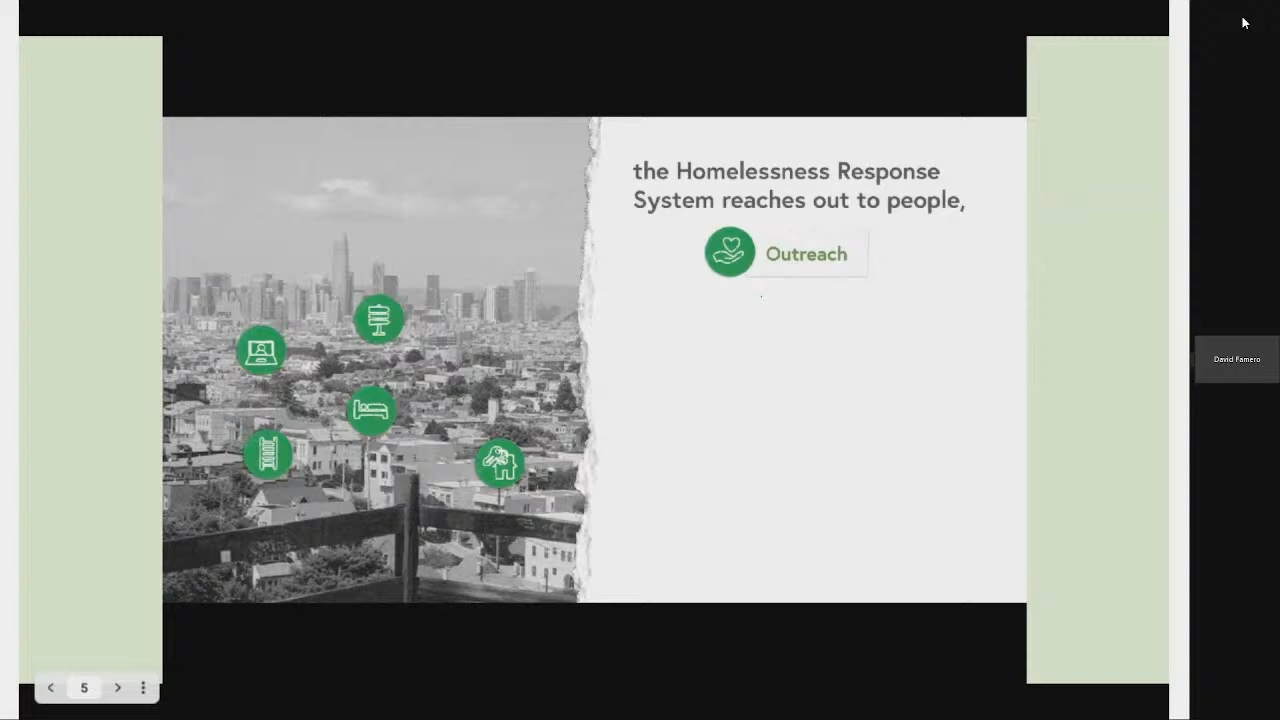 the Homelessness Response
System reaches out to people,
Outreach
David Famero
5